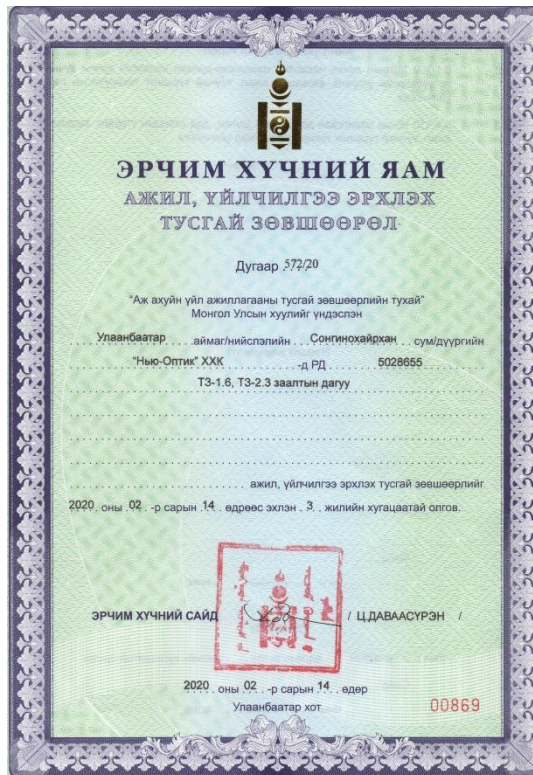 ЭРЧИМ ХҮЧНИЙ ЯАМ
АЖИЛ, ҮЙЛЧИЛГЭЭ ЭРХЛЭХ
ТУСГАЙ ЗӨВШӨӨРӨЛ
Дугаар 572/20
"Аж ахуйн үйл ажиллагааны тусгай зөвшөөрлийн тухай"
Монгол Улсын хуулийг үндэслэн
Улаанбаатар аймаг/нийслэлийн Сонгинохайрхан сум/дүүргийн
"Нью-Оптик" ХХК -д РД 5028655
ТЗ-1.6, ТЗ-2.3 заалтын дагуу
ажил, үйлчилгээ эрхлэх тусгай зөвшөөрлийг
2020 оны 02 -р сарын 14 өдрөөс эхлэн 3 жилийн хугацаатай олгов.
ЭРЧИМ ХҮЧНИЙ САЙД / Ц.ДАВААСҮРЭН /
2020 оны 02 -р сарын 14 өдөр
Улаанбаатар хот
00869